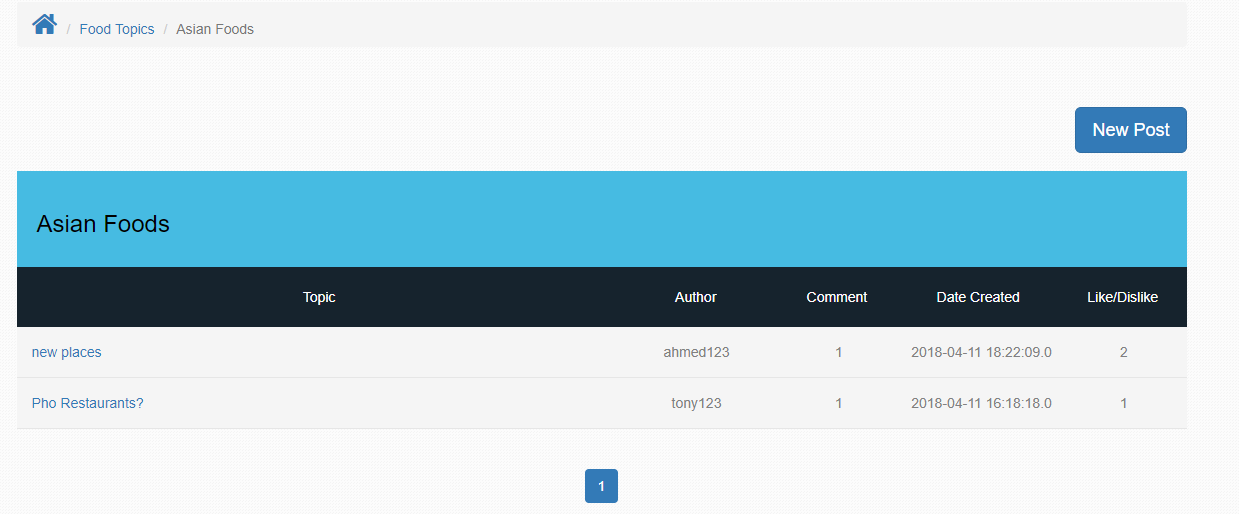 / Food Topics / Asian Foods
New Post
Asian Foods
Topic Author Comment Date Created Like/Dislike
new places ahmed123 1 2018-04-11 18:22:09.0 2
Pho Restaurants? tony123 1 2018-04-11 16:18:18.0 1
1